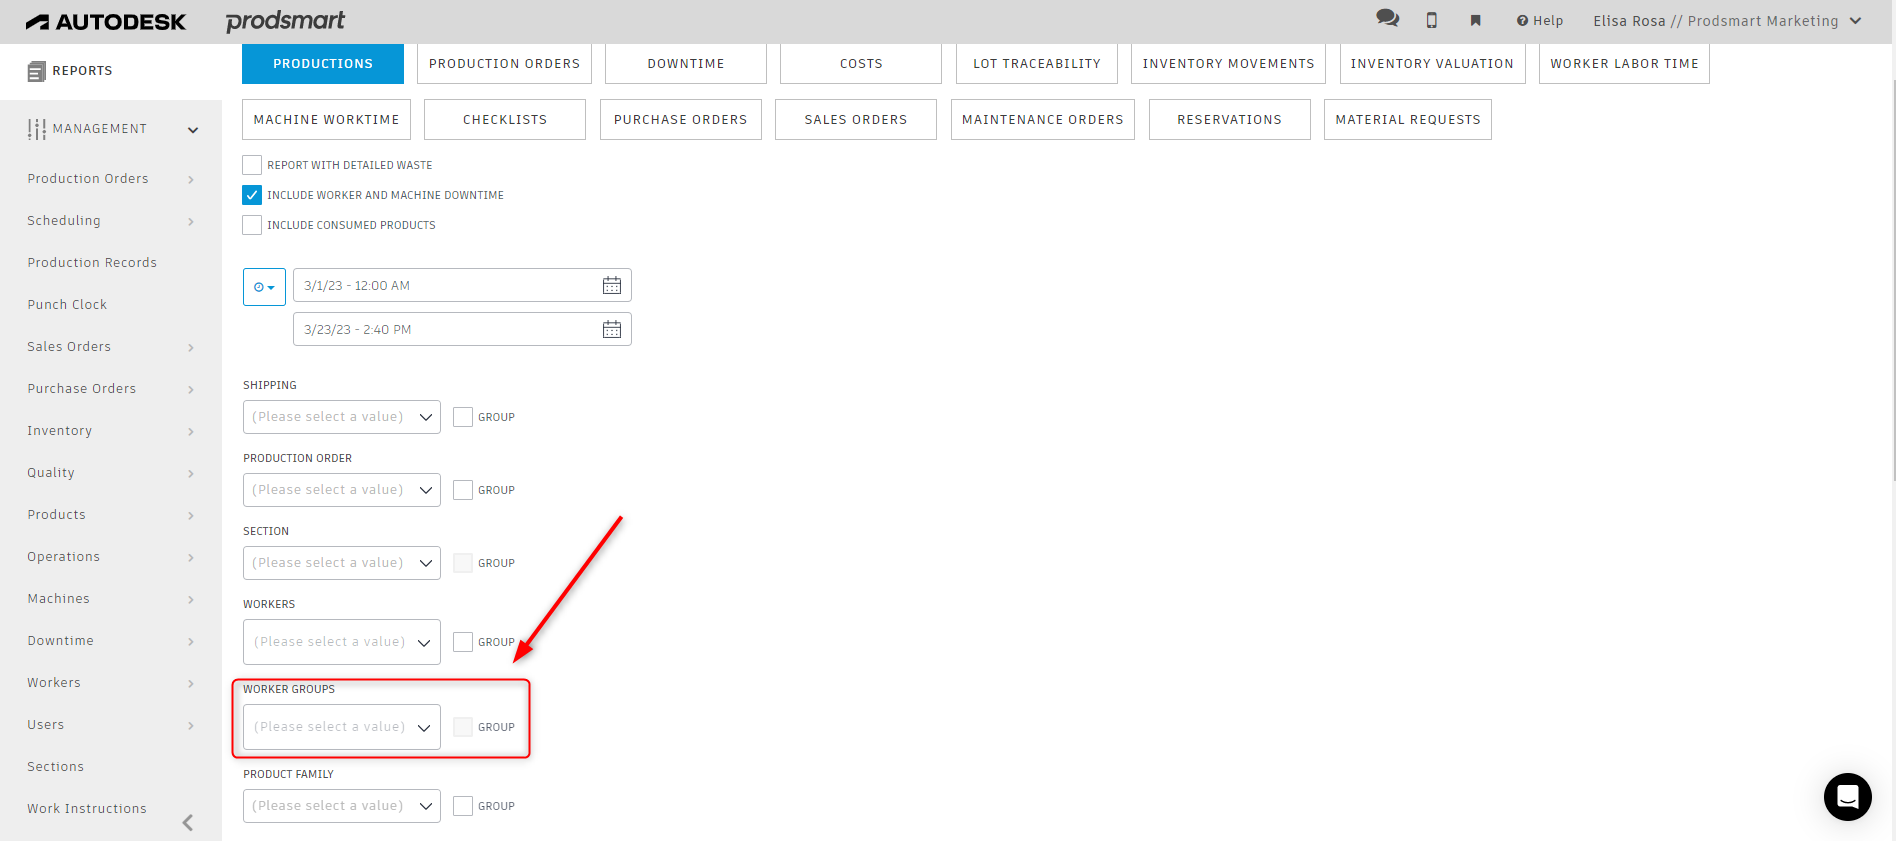 AUTODESK prodsmart Help Elisa Rosa // Prodsmart Marketing
REPORTS
MANAGEMENT
Production Orders
Scheduling
Production Records
Punch Clock
Sales Orders
Purchase Orders
Inventory
Quality
Products
Operations
Machines
Downtime
Workers
Users
Sections
Work Instructions
PRODUCTIONS PRODUCTION ORDERS DOWNTIME COSTS LOT TRACEABILITY INVENTORY MOVEMENTS INVENTORY VALUATION WORKER LABOR TIME
MACHINE WORKTIME CHECKLISTS PURCHASE ORDERS SALES ORDERS MAINTENANCE ORDERS RESERVATIONS MATERIAL REQUESTS
REPORT WITH DETAILED WASTE
INCLUDE WORKER AND MACHINE DOWNTIME
INCLUDE CONSUMED PRODUCTS
3/1/23 - 12:00 AM
3/23/23 - 2:40 PM
SHIPPING
(Please select a value) GROUP
PRODUCTION ORDER
(Please select a value) GROUP
SECTION
(Please select a value) GROUP
WORKERS
(Please select a value) GROUP
WORKER GROUPS
(Please select a value) GROUP
PRODUCT FAMILY
(Please select a value) GROUP